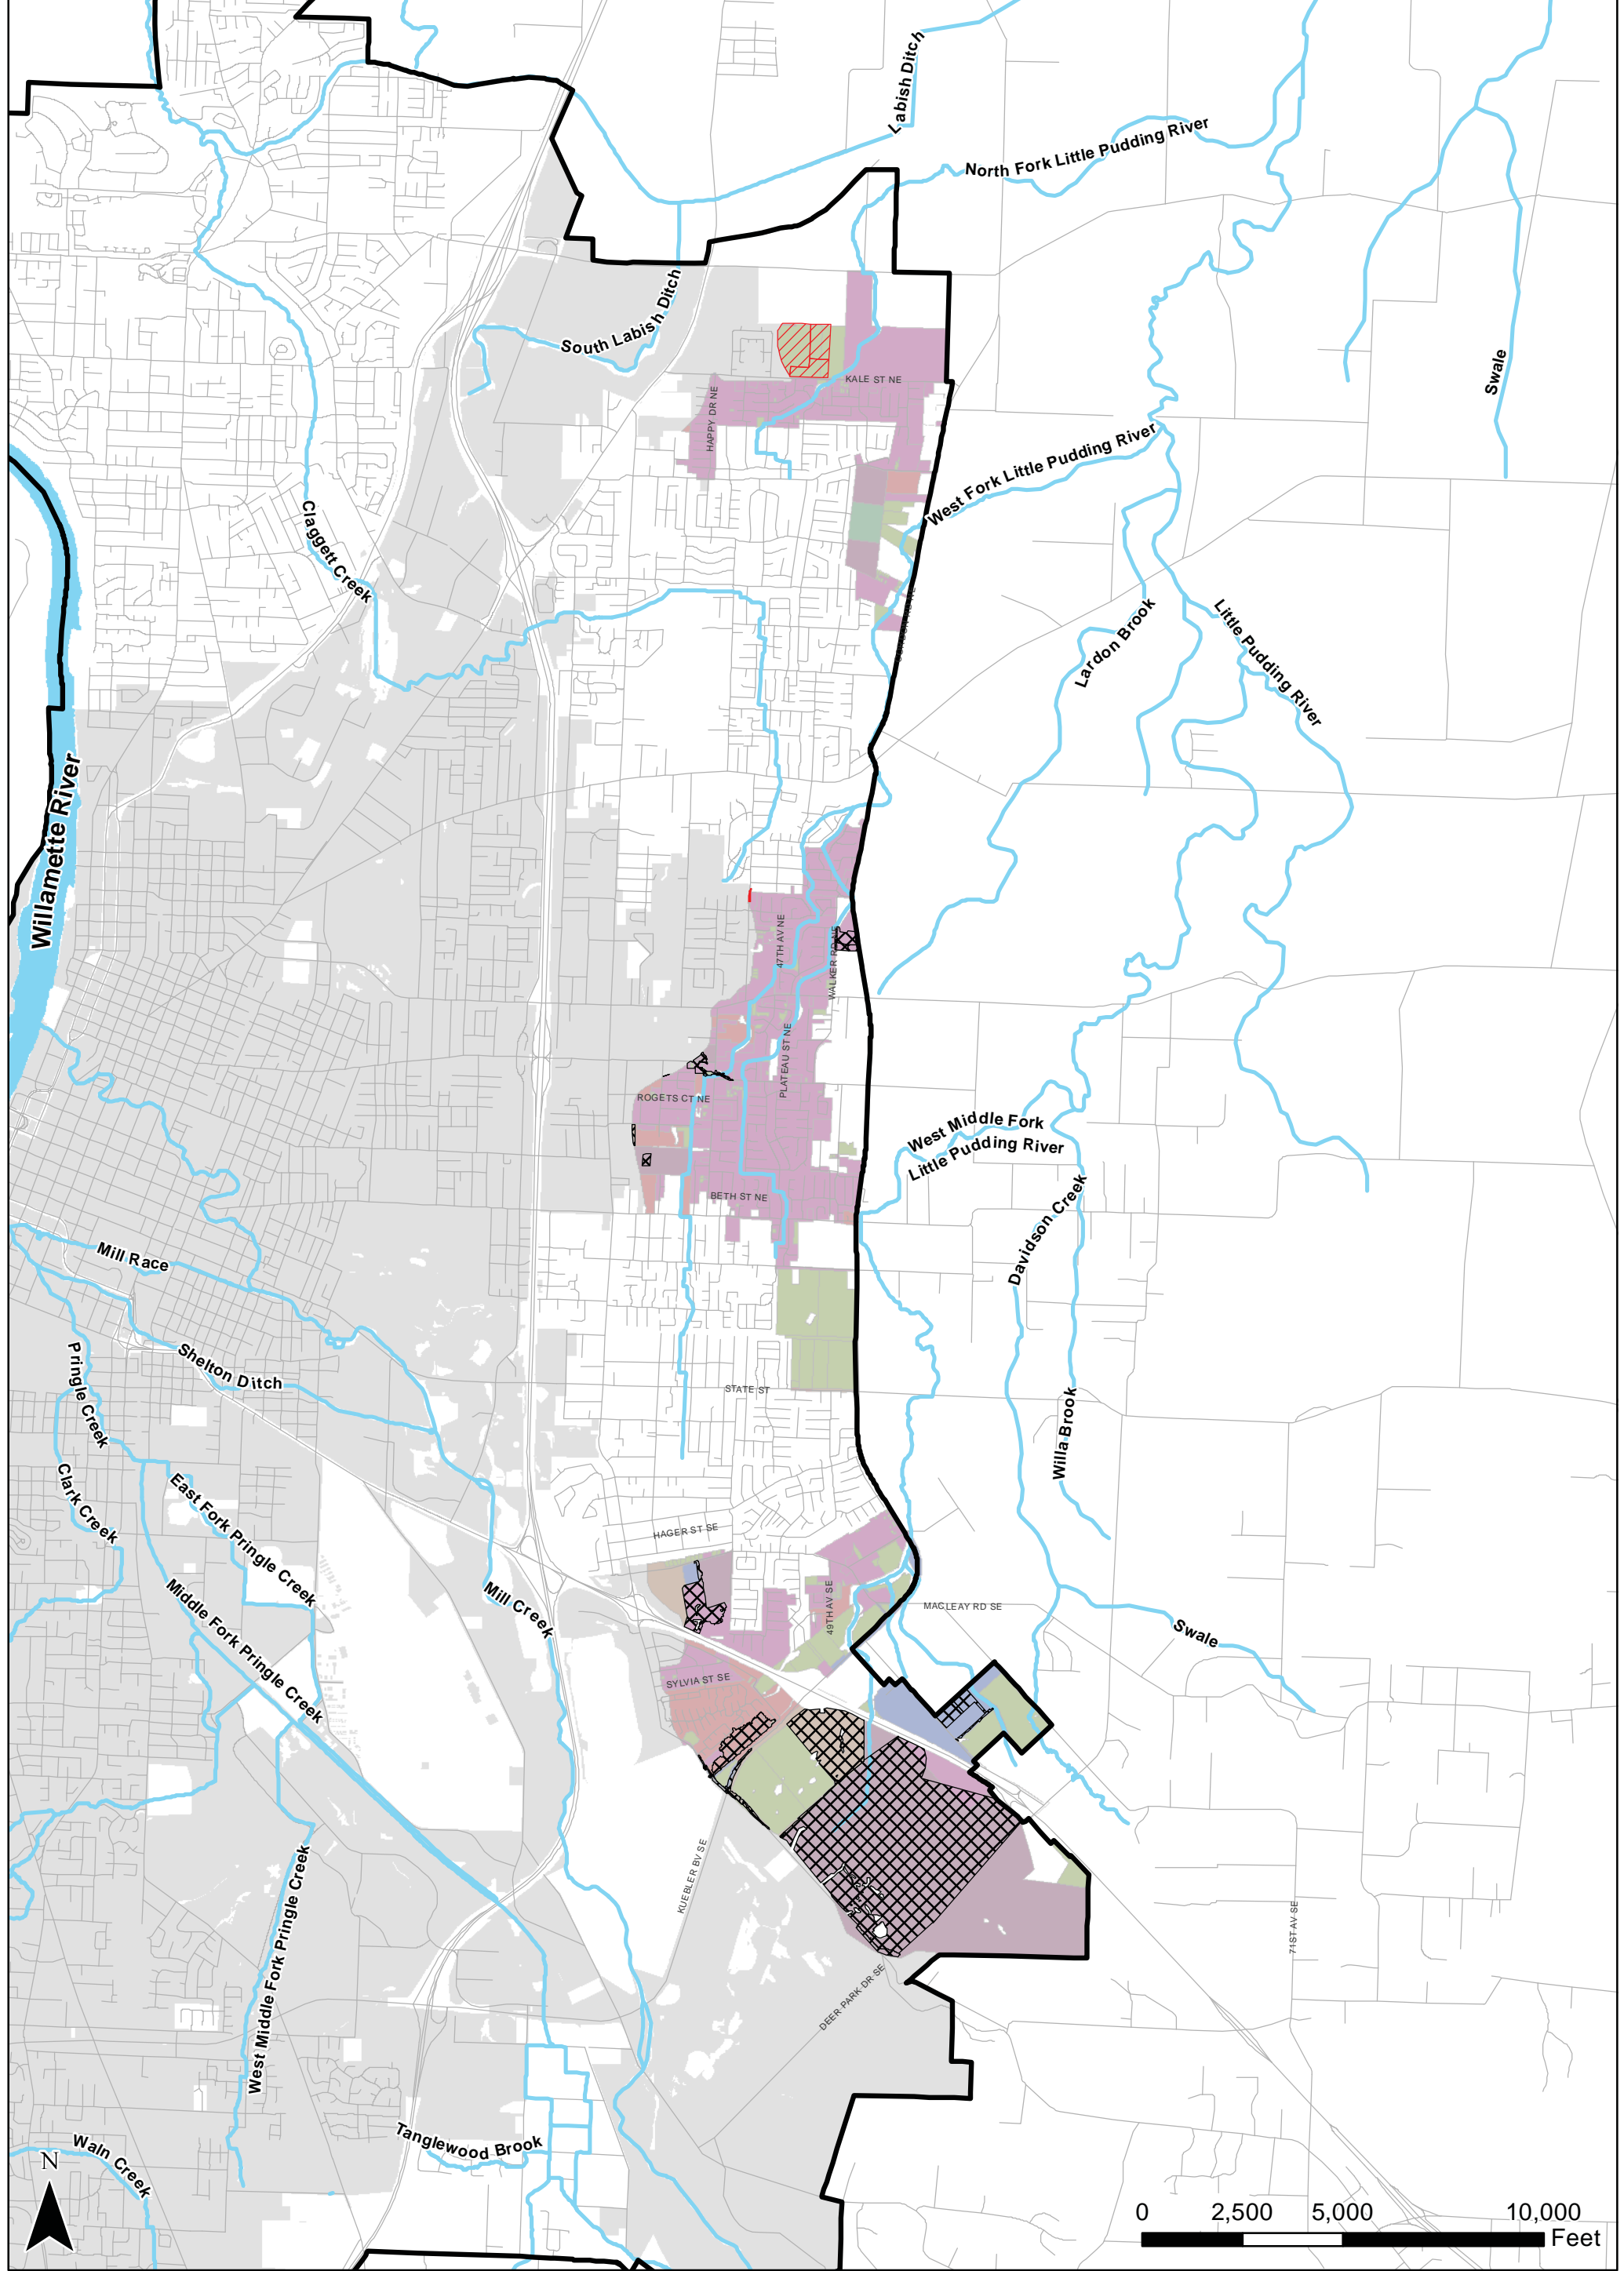 Labish Ditch
North Fork Little Pudding River
South Labish Ditch
KALE ST NE
HAPPY DR NE
Swale
West Fork Little Pudding River
Claggett Creek
Lardon Brook
Little Pudding River
Willamette River
47TH AV NE
WALKER RD NE
PLATEAU ST NE
ROGETS CT NE
West Middle Fork
Little Pudding River
BETH ST NE
Davidson Creek
Mill Race
Shelton Ditch
Pringle Creek
STATE ST
Willa Brook
Clark Creek
East Fork Pringle Creek
HAGER ST SE
Middle Fork Pringle Creek
Mill Creek
49TH AV SE
MACLEAY RD SE
Swale
SYLVIA ST SE
KUEBLER BV SE
West Middle Fork Pringle Creek
71ST AV SE
DEER PARK DR SE
Tanglewood Brook
Waln Creek
N
0 2,500 5,000 10,000
Feet